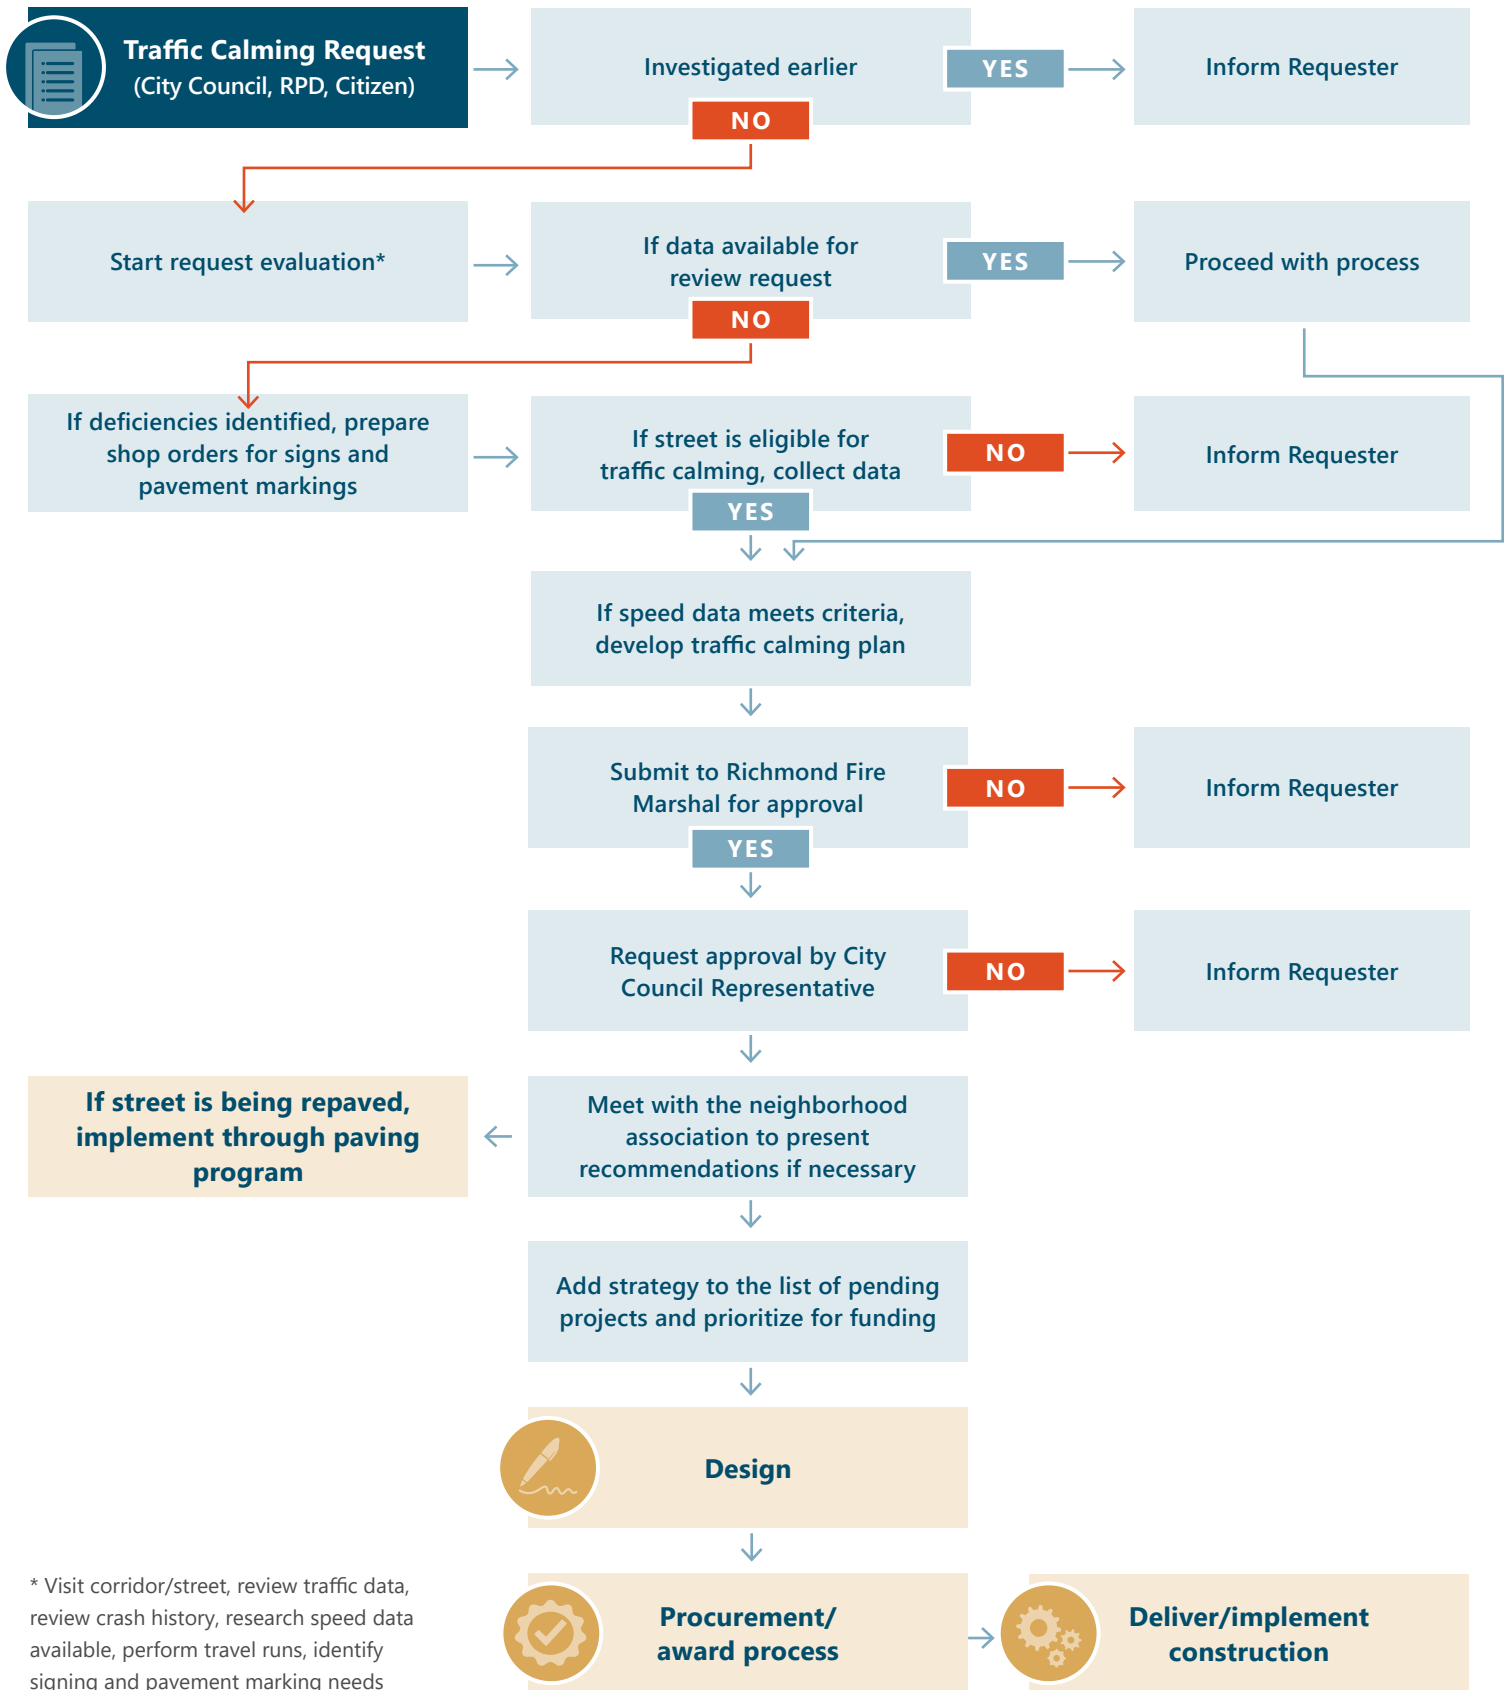 Traffic Calming Request
(City Council, RPD, Citizen)
Investigated earlier
YES
Inform Requester
NO
Start request evaluation*
If data available for
review request
YES
Proceed with process
NO
If deficiencies identified, prepare
shop orders for signs and
pavement markings
If street is eligible for
traffic calming, collect data
NO
Inform Requester
YES
If speed data meets criteria,
develop traffic calming plan
Submit to Richmond Fire
Marshal for approval
NO
Inform Requester
YES
Request approval by City
Council Representative
NO
Inform Requester
If street is being repaved,
implement through paving
program
Meet with the neighborhood
association to present
recommendations if necessary
Add strategy to the list of pending
projects and prioritize for funding
Design
* Visit corridor/street, review traffic data,
review crash history, research speed data
available, perform travel runs, identify
signing and pavement marking needs
Procurement/
award process
Deliver/implement
construction